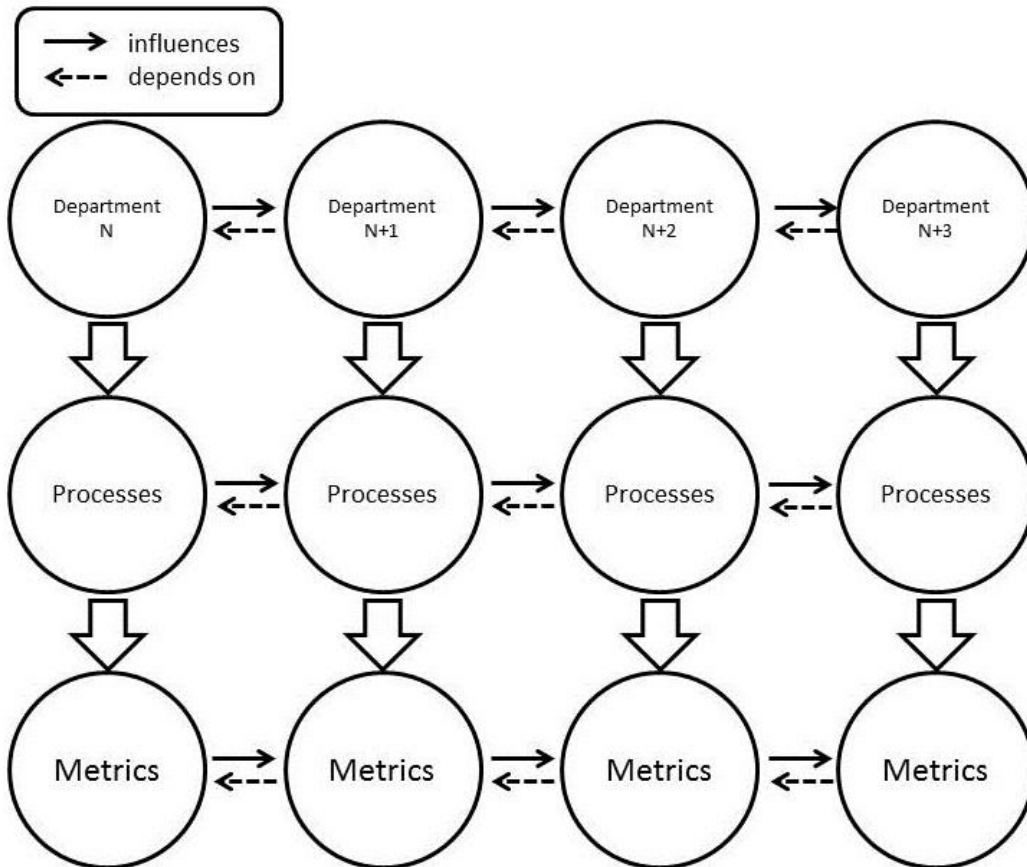 influences
depends on
Department
N
Department
N+1
Department
N+2
Department
N+3
Processes
Processes
Processes
Processes
Metrics
Metrics
Metrics
Metrics